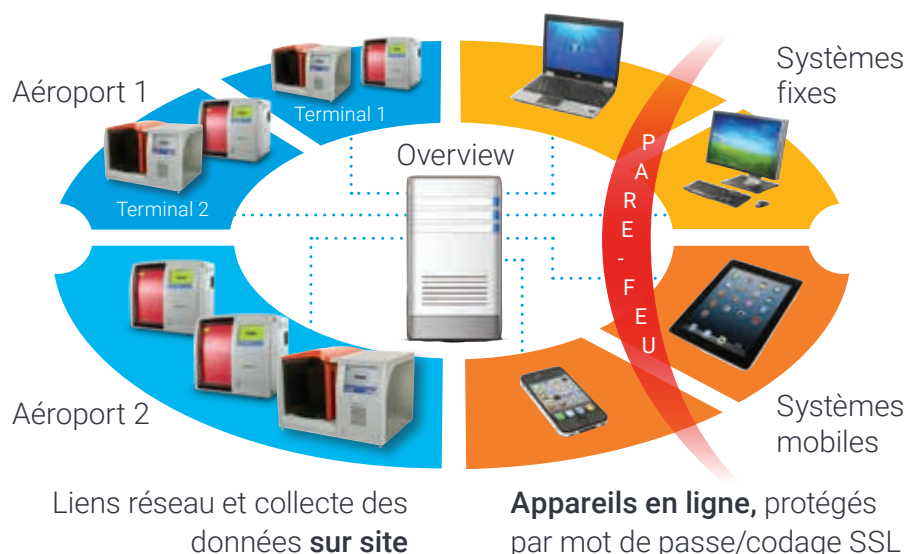 Aéroport 1
Terminal 1
Terminal 2
Overview
PARE-FEU
Systèmes
fixes
Aéroport 2
Systèmes
mobiles
Liens réseau et collecte des
données sur site
Appareils en ligne, protégés
par mot de passe/codage SSL